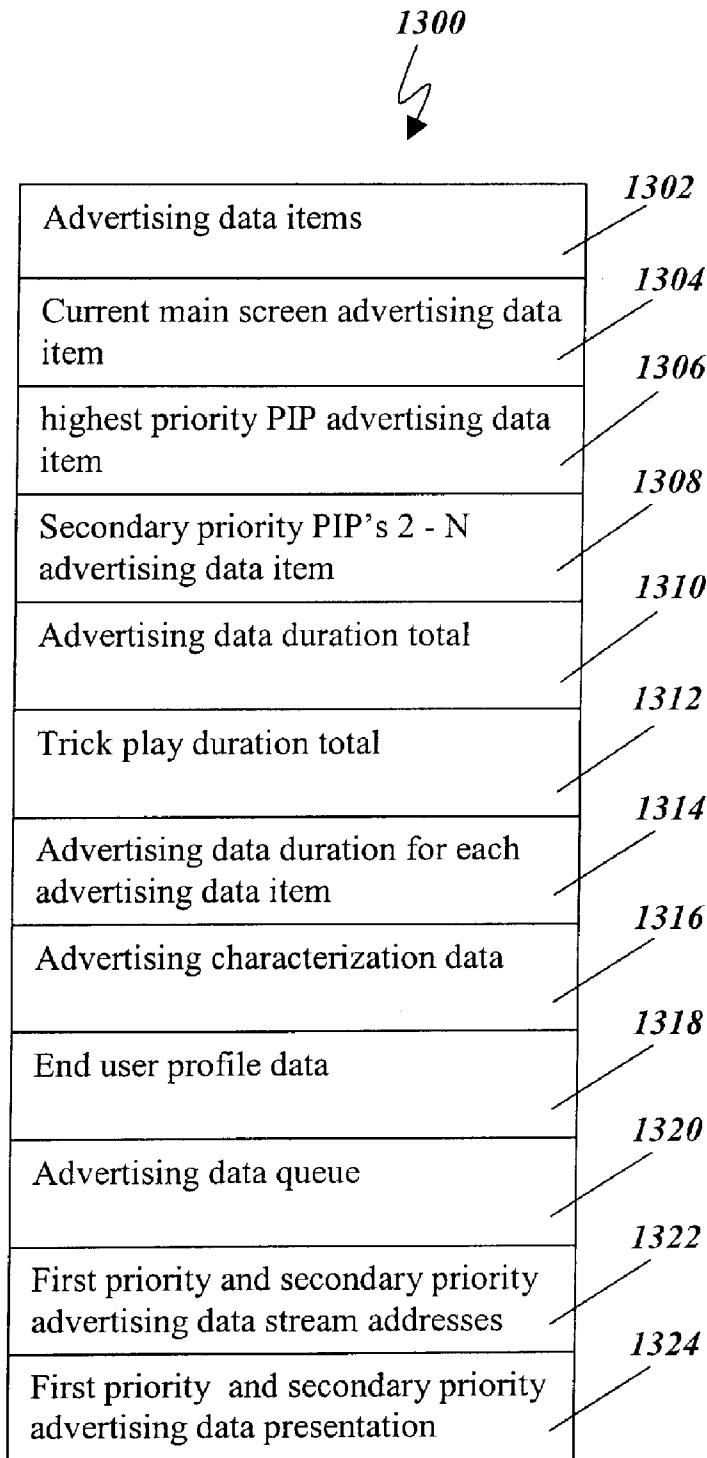 1300
1302
Advertising data items
1304
Current main screen advertising data
item
1306
highest priority PIP advertising data
item
1308
Secondary priority PIP's 2 - N
advertising data item
1310
Advertising data duration total
1312
Trick play duration total
1314
Advertising data duration for each
advertising data item
1316
Advertising characterization data
1318
End user profile data
1320
Advertising data queue
1322
First priority and secondary priority
advertising data stream addresses
1324
First priority and secondary priority
advertising data presentation